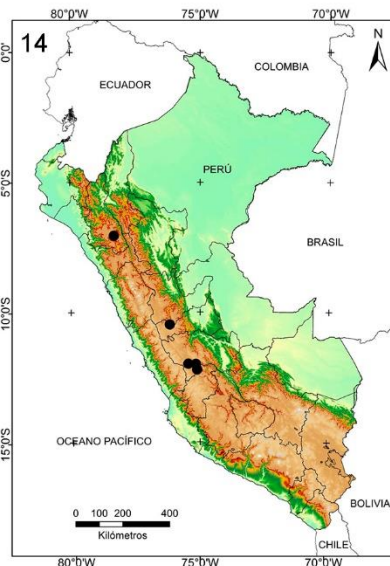 80°0'W 75°0'W 70°0'W
14
N
0°0'
COLOMBIA
ECUADOR
PERÚ
5°0'S
BRASIL
10°0'S
OCEANO PACÍFICO
15°0'S
BOLIVIA
0 100 200 400
Kilómetros
CHILE
80°0'W 75°0'W 70°0'W